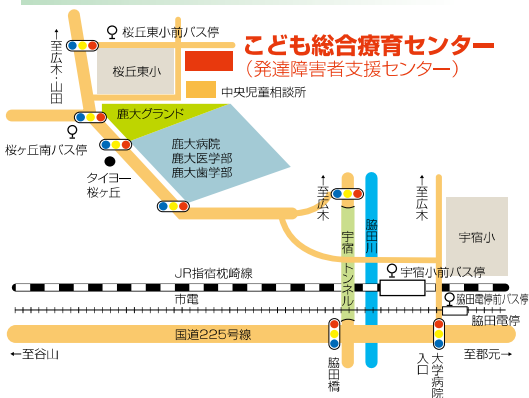 桜丘東小前バス停
こども総合療育センター
（発達障害者支援センター）
↑至広木・山田
桜丘東小
中央児童相談所
鹿大グランド
桜ヶ丘南バス停
タイヨー
桜ヶ丘
鹿大病院
鹿大医学部
鹿大歯学部
↑至広木
↑至広木
脇田川
宇宿トンネル
宇宿小
JR指宿枕崎線
宇宿小前バス停
市電
脇田電停前バス停
脇田電停
国道225号線
←至谷山
脇田橋
大学病院
入口
至郡元→